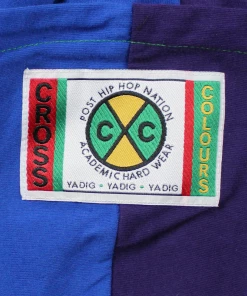 CROSS
POST HIP HOP NATION
C C
ACADEMIC HARD WEAR
YADIG • YADIG • YADIG
COLOURS